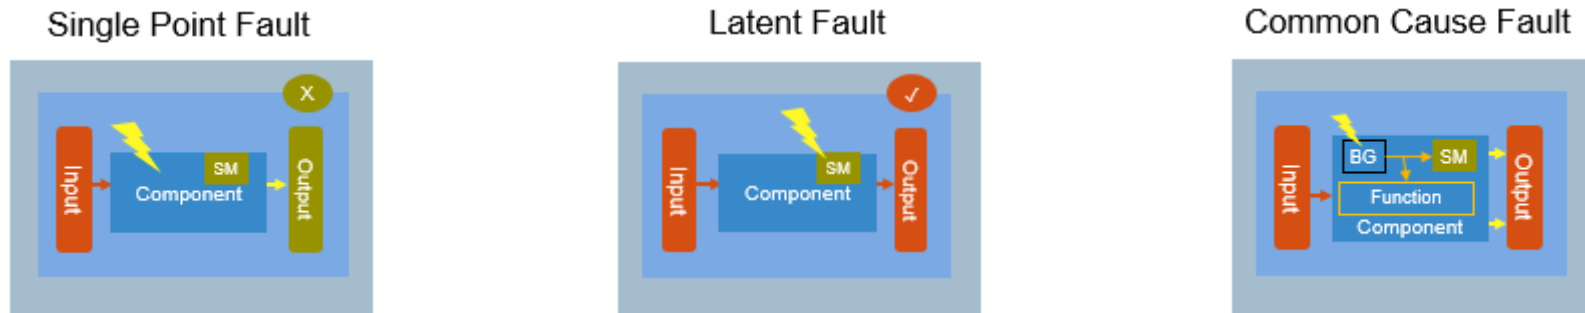 Single Point Fault
X
Input
SM
Component
Output
Latent Fault
✓
Input
SM
Component
Output
Common Cause Fault
Input
BG
SM
Function
Component
Output